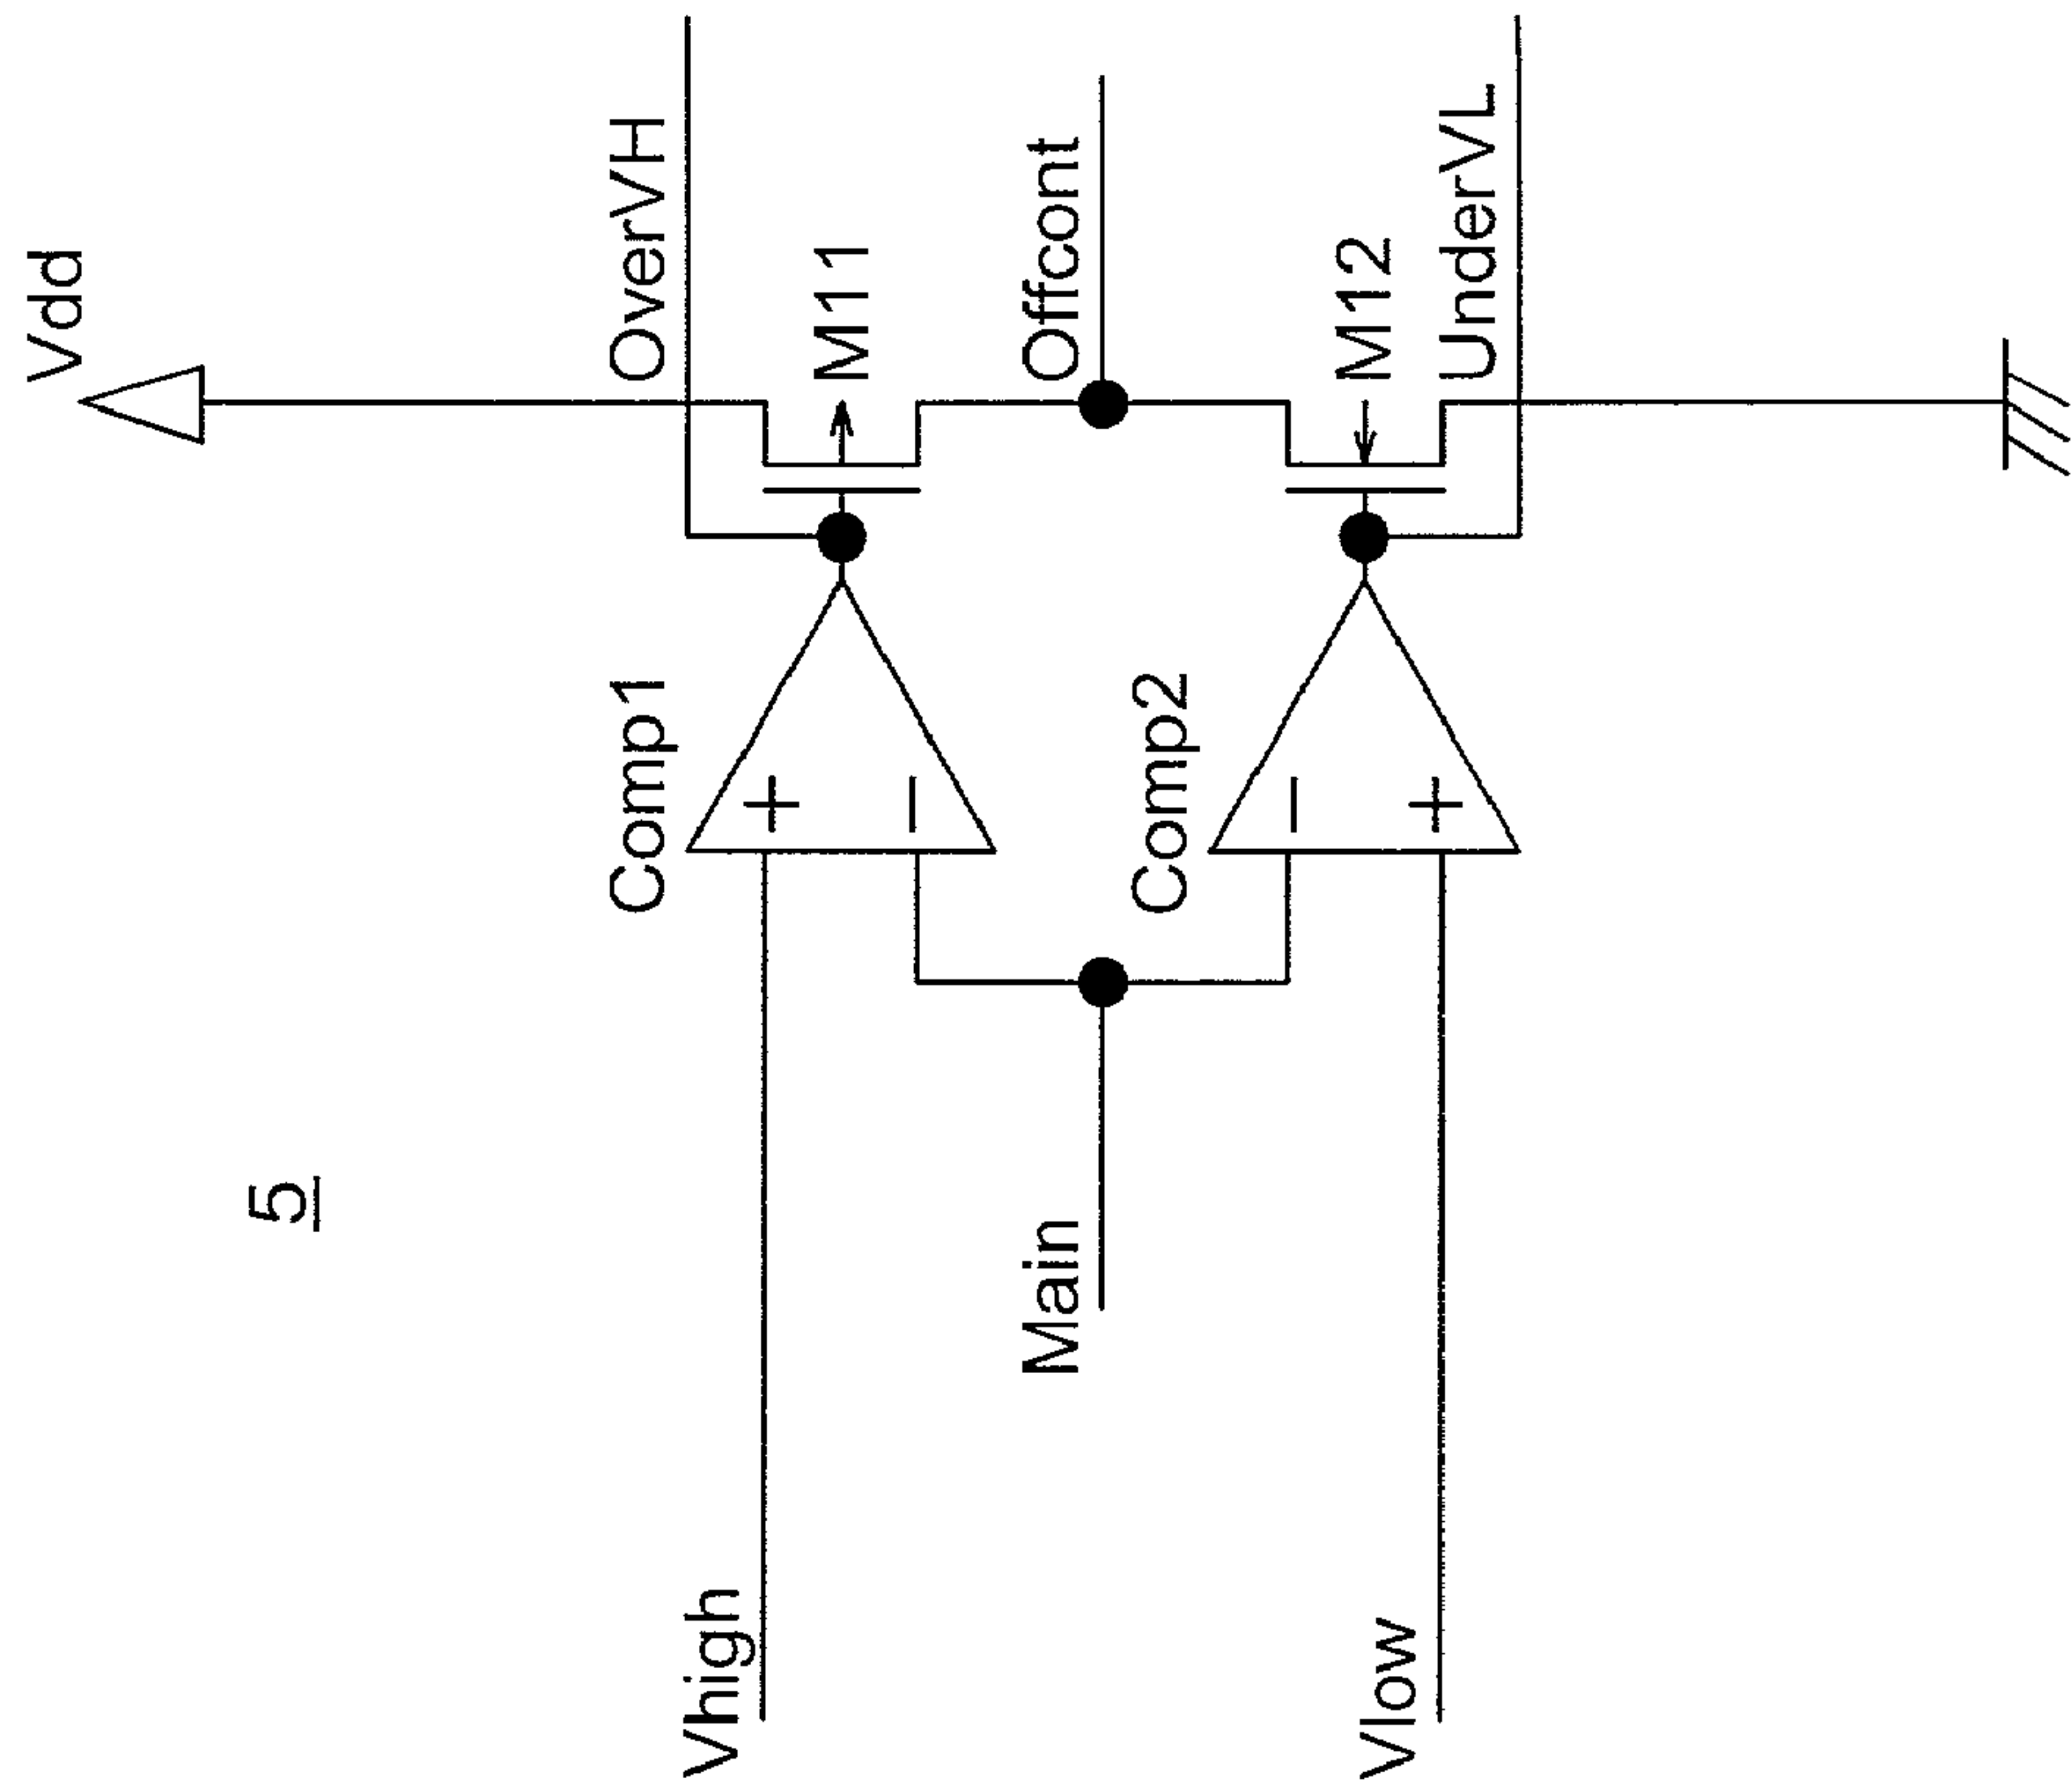 5
Vdd
OverVH
Comp1
+
−
M11
Vhigh
Main
Offcont
Comp2
−
+
M12
UnderVL
Vlow